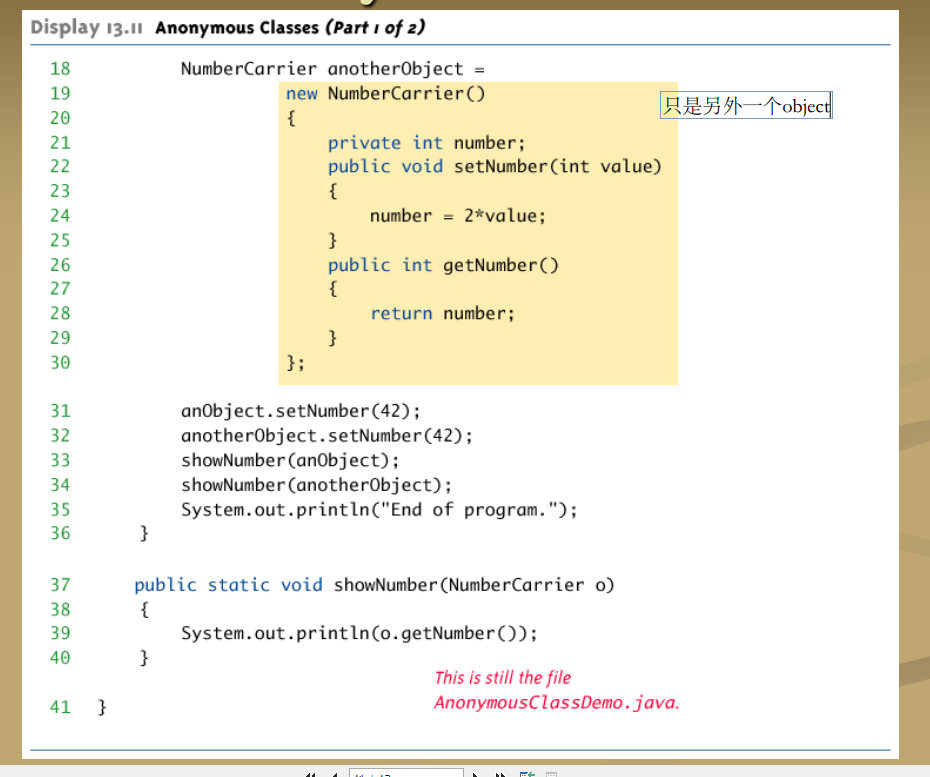 Display 13.11 Anonymous Classes (Part 1 of 2)
18 NumberCarrier anotherObject =
19 new NumberCarrier()
只是另外一个object
20 {
21 private int number;
22 public void setNumber(int value)
23 {
24 number = 2*value;
25 }
26 public int getNumber()
27 {
28 return number;
29 }
30 };
31 anObject.setNumber(42);
32 anotherObject.setNumber(42);
33 showNumber(anObject);
34 showNumber(anotherObject);
35 System.out.println("End of program.");
36 }
37 public static void showNumber(NumberCarrier o)
38 {
39 System.out.println(o.getNumber());
40 }
This is still the file
AnonymousClassDemo.java.
41 }